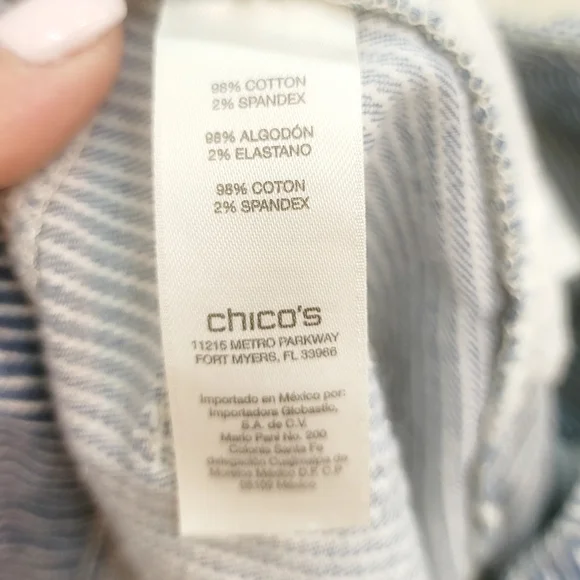 98% COTTON
2% SPANDEX
98% ALGODÓN
2% ELASTANO
98% COTON
2% SPANDEX
chico's
11215 METRO PARKWAY
FORT MYERS, FL 33966
Importado en México por:
Importadora Globastic,
S.A. de C.V.
Mario Pani No. 200
Colonia Santa Fe
delegación Cuajimalpa de
Morelos México D.F. C.P.
México